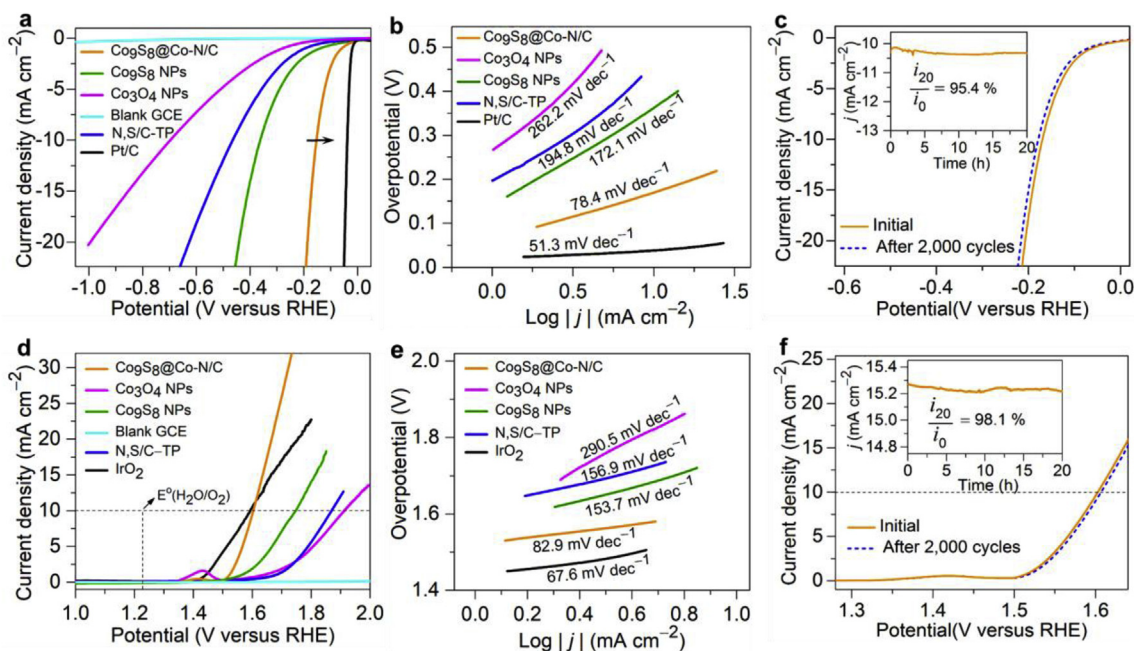 a
Current density (mA cm⁻²)
0
-5
-10
-15
-20
Co₉S₈@Co-N/C
Co₉S₈ NPs
Co₃O₄ NPs
Blank GCE
N,S/C-TP
Pt/C
-1.0 -0.8 -0.6 -0.4 -0.2 0.0
Potential (V versus RHE)
b
Overpotential (V)
0.5
0.4
0.3
0.2
0.1
0.0
Co₉S₈@Co-N/C
Co₃O₄ NPs
Co₉S₈ NPs
N,S/C-TP
Pt/C
262.2 mV dec⁻¹
194.8 mV dec⁻¹
172.1 mV dec⁻¹
78.4 mV dec⁻¹
51.3 mV dec⁻¹
0.0 0.5 1.0 1.5
Log | j | (mA cm⁻²)
c
Current density (mA cm⁻²)
0
-5
-10
-15
-20
j (mA cm⁻²)
-10
-11
-12
-13
i₂₀
i₀
= 95.4 %
0 5 10 15 20
Time (h)
Initial
After 2,000 cycles
-0.6 -0.4 -0.2 0.0
Potential(V versus RHE)
d
Current density (mA cm⁻²)
30
25
20
15
10
5
0
Co₉S₈@Co-N/C
Co₃O₄ NPs
Co₉S₈ NPs
Blank GCE
N,S/C–TP
IrO₂
E⁰(H₂O/O₂)
1.0 1.2 1.4 1.6 1.8 2.0
Potential (V versus RHE)
e
Overpotential (V)
2.0
1.8
1.6
1.4
Co₉S₈@Co-N/C
Co₃O₄ NPs
Co₉S₈ NPs
N,S/C–TP
IrO₂
290.5 mV dec⁻¹
156.9 mV dec⁻¹
153.7 mV dec⁻¹
82.9 mV dec⁻¹
67.6 mV dec⁻¹
0.0 0.2 0.4 0.6 0.8 1.0
Log | j | (mA cm⁻²)
f
Current density (mA cm⁻²)
25
20
15
10
5
0
j (mA cm⁻²)
15.6
15.4
15.2
15.0
14.8
i₂₀
i₀
= 98.1 %
0 5 10 15 20
Time (h)
Initial
After 2,000 cycles
1.3 1.4 1.5 1.6
Potential(V versus RHE)